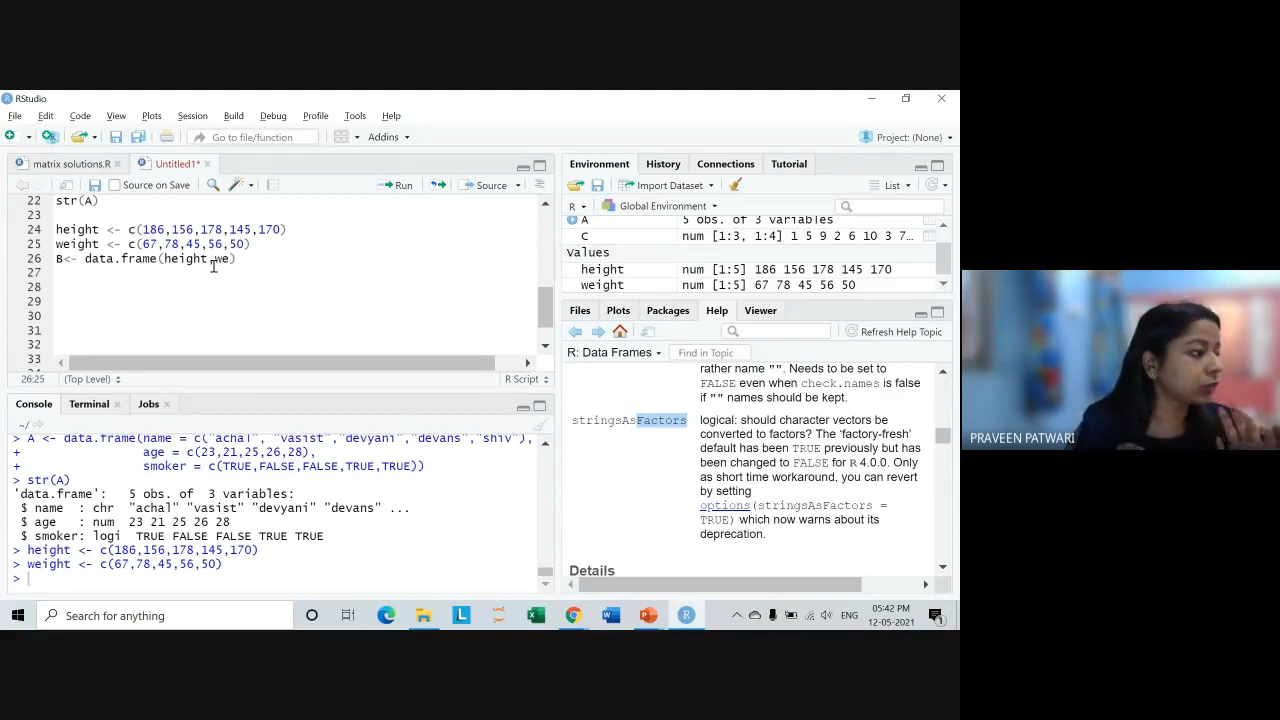 RStudio
File Edit Code View Plots Session Build Debug Profile Tools Help
Go to file/function Addins Project: (None)
matrix solutions.R Untitled1*
Source on Save Run Source
22 str(A)
23
24 height <- c(186,156,178,145,170)
25 weight <- c(67,78,45,56,50)
26 B<- data.frame(height,we)
27
28
29
30
31
32
33
26:25 (Top Level) R Script
Console Terminal Jobs
~/
> A <- data.frame(name = c("achal", "vasist","devyani","devans","shiv"),
+ age = c(23,21,25,26,28),
+ smoker = c(TRUE,FALSE,FALSE,TRUE,TRUE))
> str(A)
'data.frame': 5 obs. of 3 variables:
$ name : chr "achal" "vasist" "devyani" "devans" ...
$ age : num 23 21 25 26 28
$ smoker: logi TRUE FALSE FALSE TRUE TRUE
> height <- c(186,156,178,145,170)
> weight <- c(67,78,45,56,50)
>
Environment History Connections Tutorial
Import Dataset List
R Global Environment
A 5 obs. of 3 variables
C num [1:3, 1:4] 1 5 9 2 6 10 3 7...
Values
height num [1:5] 186 156 178 145 170
weight num [1:5] 67 78 45 56 50
Files Plots Packages Help Viewer
Refresh Help Topic
R: Data Frames Find in Topic
rather name "". Needs to be set to
FALSE even when check.names is false
if "" names should be kept.
stringsAsFactors logical: should character vectors be
converted to factors? The ‘factory-fresh’
default has been TRUE previously but has
been changed to FALSE for R 4.0.0. Only
as short time workaround, you can revert
by setting
options(stringsAsFactors =
TRUE) which now warns about its
deprecation.
Details
PRAVEEN PATWARI
Search for anything
ENG
05:42 PM
12-05-2021